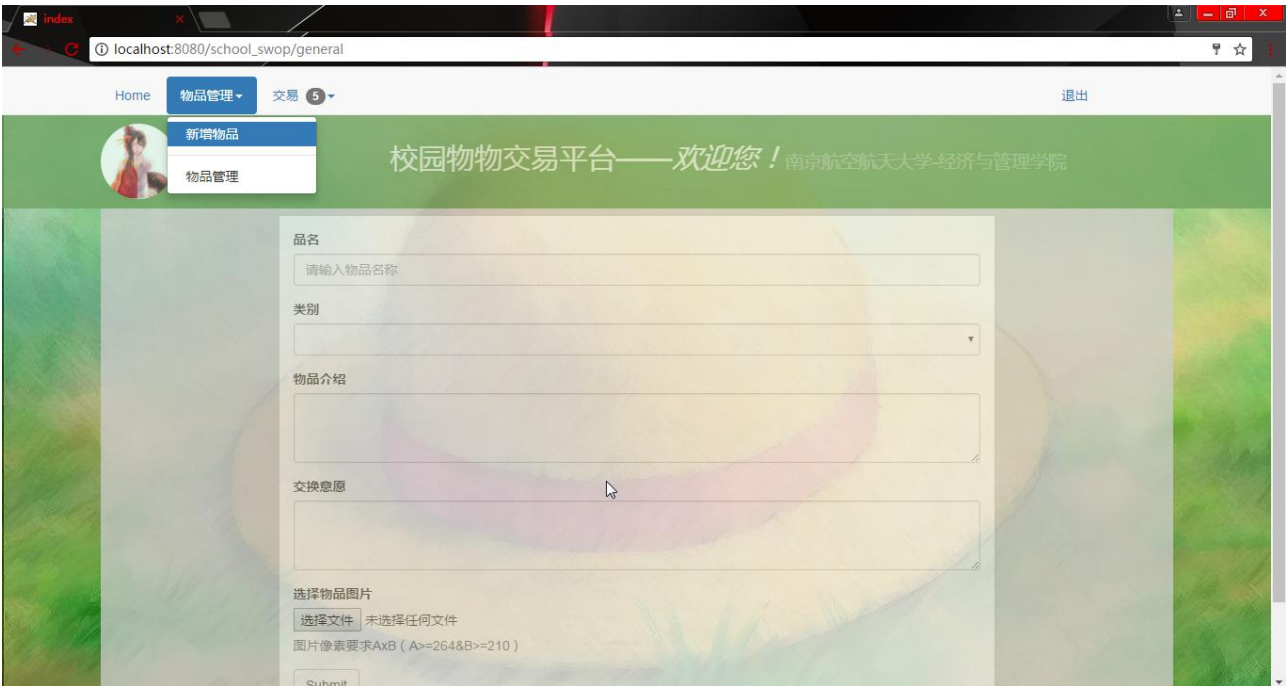 index
localhost:8080/school_swop/general
Home 物品管理 交易 5 退出
新增物品
物品管理
校园物物交易平台——欢迎您！南京航空航天大学-经济与管理学院
品名
请输入物品名称
类别
物品介绍
交换意愿
选择物品图片
选择文件 未选择任何文件
图片像素要求AxB ( A>=264&B>=210 )
Submit